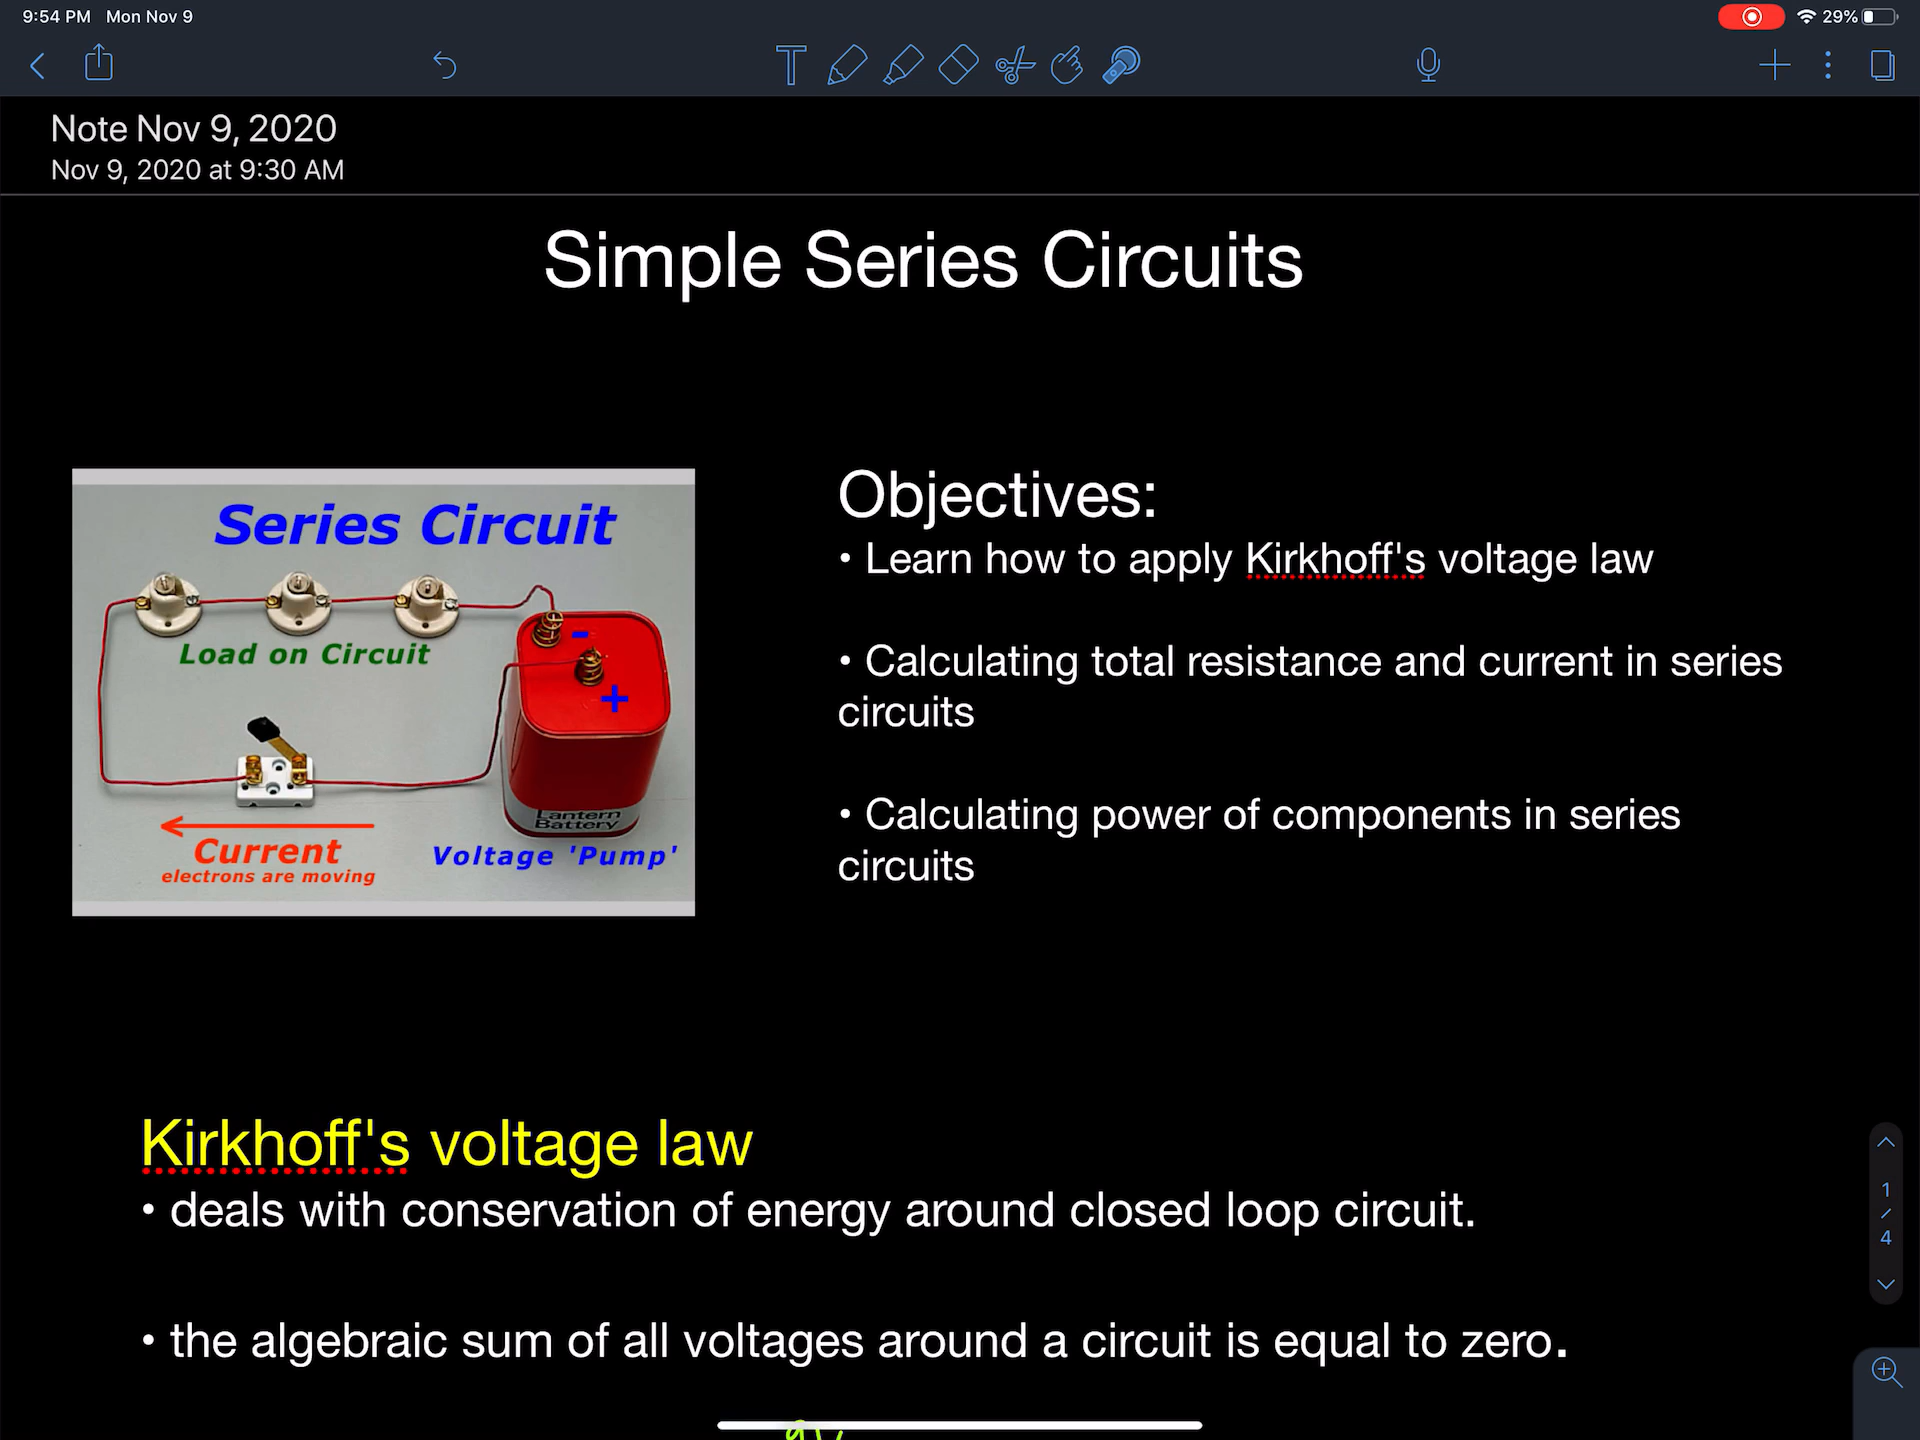 9:54 PM Mon Nov 9
29%
Note Nov 9, 2020
Nov 9, 2020 at 9:30 AM
Simple Series Circuits
Series Circuit
Load on Circuit
-
+
Lantern
Battery
Current
electrons are moving
Voltage 'Pump'
Objectives:
• Learn how to apply Kirkhoff's voltage law
• Calculating total resistance and current in series
circuits
• Calculating power of components in series
circuits
Kirkhoff's voltage law
• deals with conservation of energy around closed loop circuit.
• the algebraic sum of all voltages around a circuit is equal to zero.
1
/
4